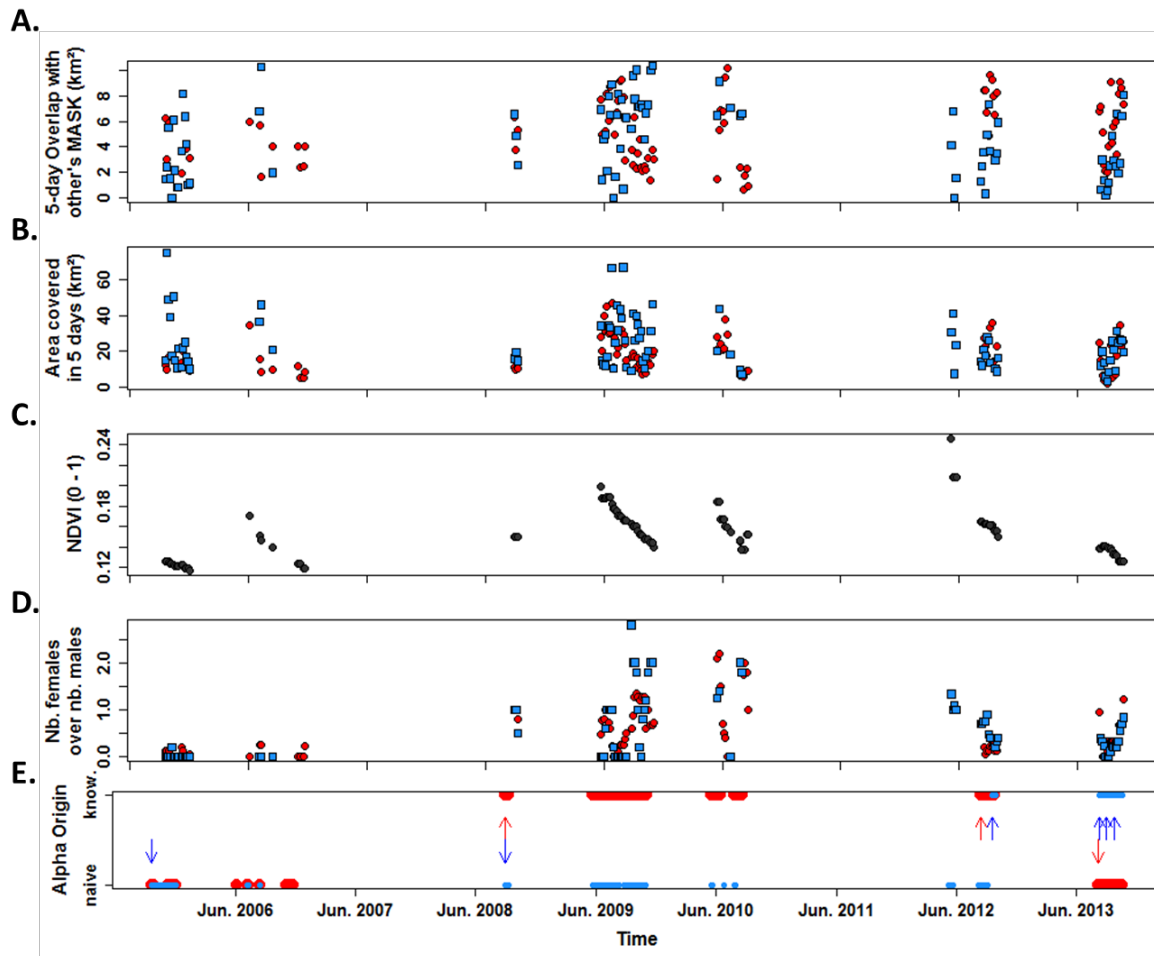 A.
5-day Overlap with
other's MASK (km²)
8
6
4
2
0
B.
Area covered
in 5 days (km²)
60
40
20
0
C.
NDVI (0 - 1)
0.24
0.18
0.12
D.
Nb. females
over nb. males
2.0
1.0
0.0
E.
Alpha Origin
know.
naive
Jun. 2006 Jun. 2007 Jun. 2008 Jun. 2009 Jun. 2010 Jun. 2011 Jun. 2012 Jun. 2013
Time